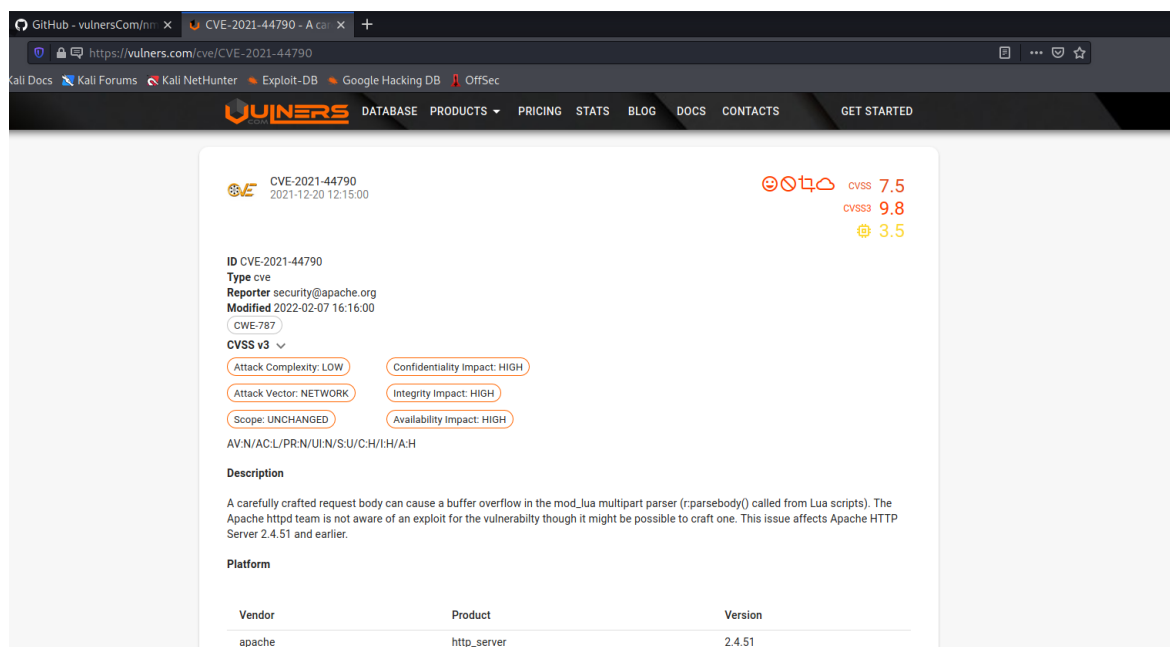 GitHub - vulnersCom/nm
CVE-2021-44790 - A ca
https://vulners.com/cve/CVE-2021-44790
Kali Docs Kali Forums Kali NetHunter Exploit-DB Google Hacking DB OffSec
VULNERS .COM DATABASE PRODUCTS PRICING STATS BLOG DOCS CONTACTS GET STARTED
CVE CVE-2021-44790
2021-12-20 12:15:00
CVSS 7.5
CVSS3 9.8
3.5
ID CVE-2021-44790
Type cve
Reporter security@apache.org
Modified 2022-02-07 16:16:00
CWE-787
CVSS v3
Attack Complexity: LOW Confidentiality Impact: HIGH
Attack Vector: NETWORK Integrity Impact: HIGH
Scope: UNCHANGED Availability Impact: HIGH
AV:N/AC:L/PR:N/UI:N/S:U/C:H/I:H/A:H
Description
A carefully crafted request body can cause a buffer overflow in the mod_lua multipart parser (r:parsebody() called from Lua scripts). The
Apache httpd team is not aware of an exploit for the vulnerabilty though it might be possible to craft one. This issue affects Apache HTTP
Server 2.4.51 and earlier.
Platform
Vendor Product Version
apache http_server 2.4.51